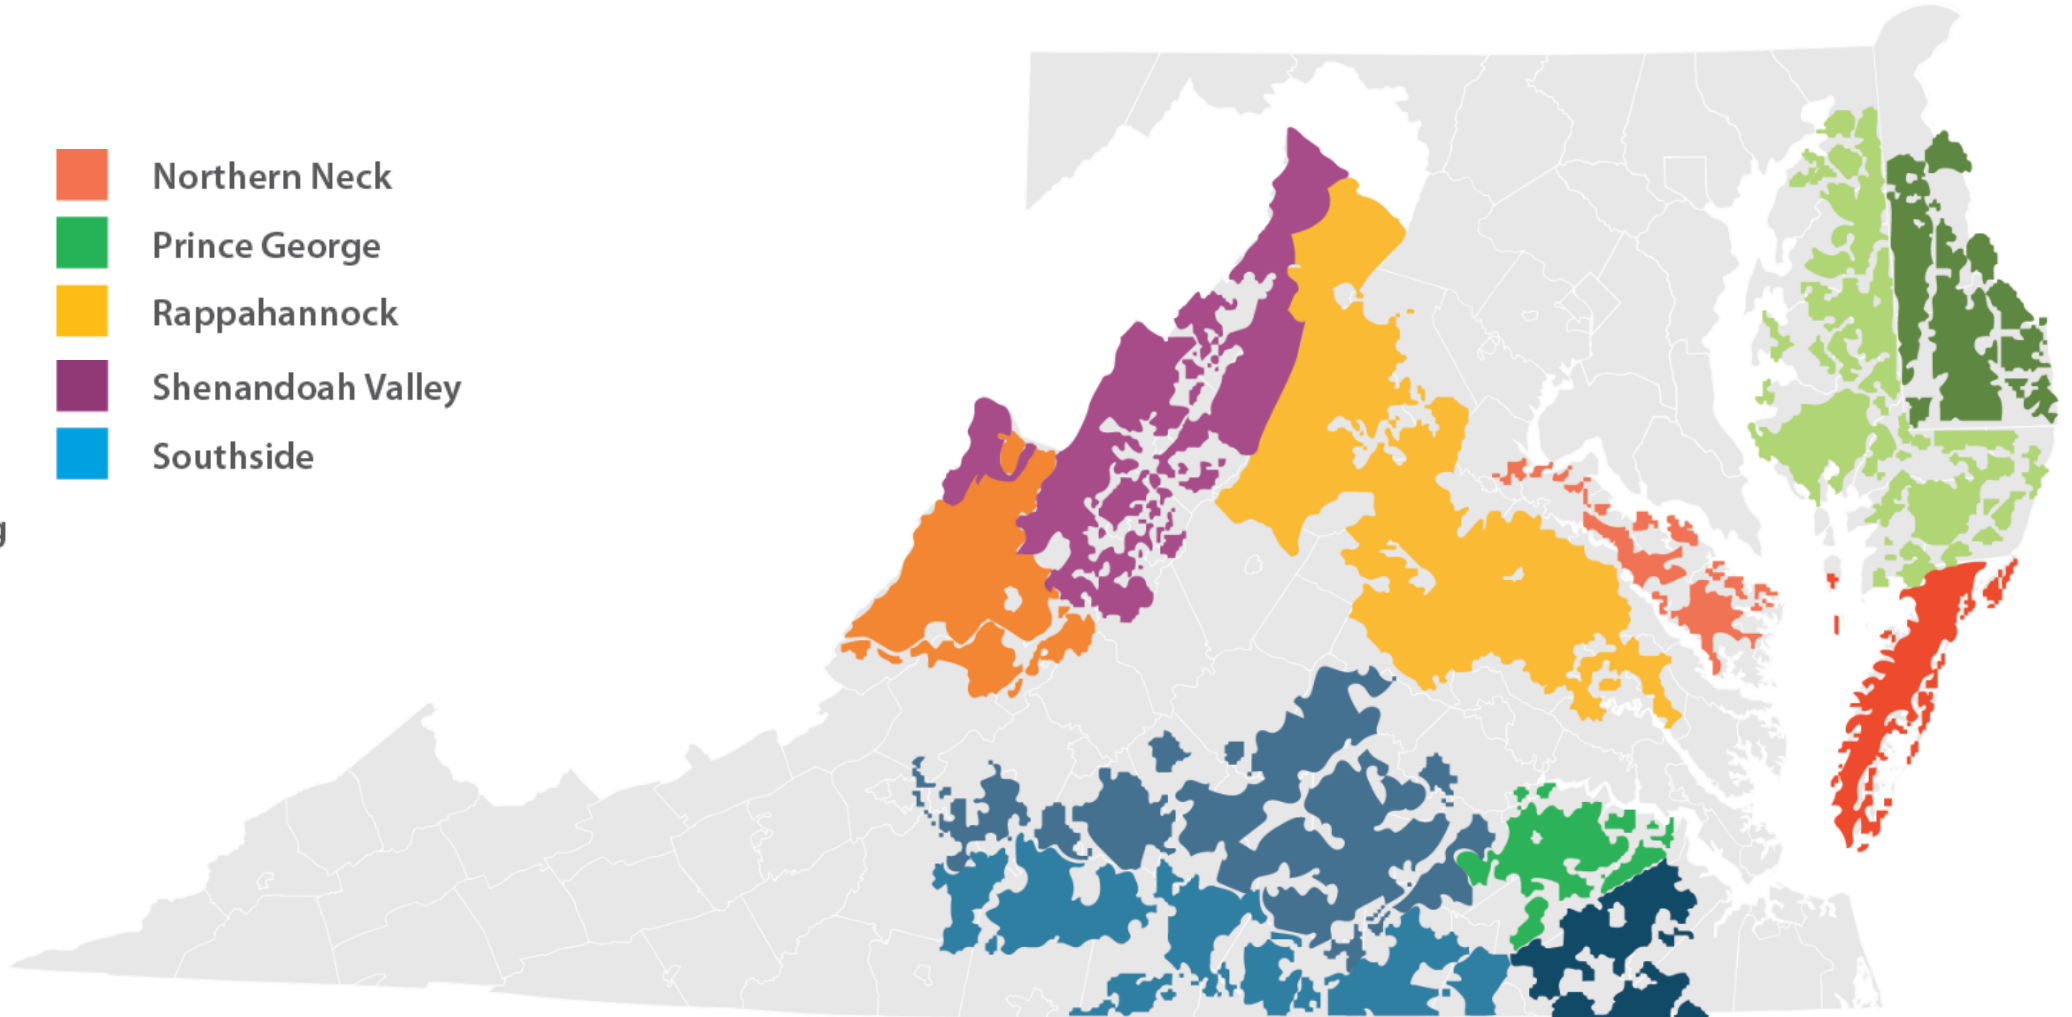 Northern Neck
Prince George
Rappahannock
Shenandoah Valley
Southside
g